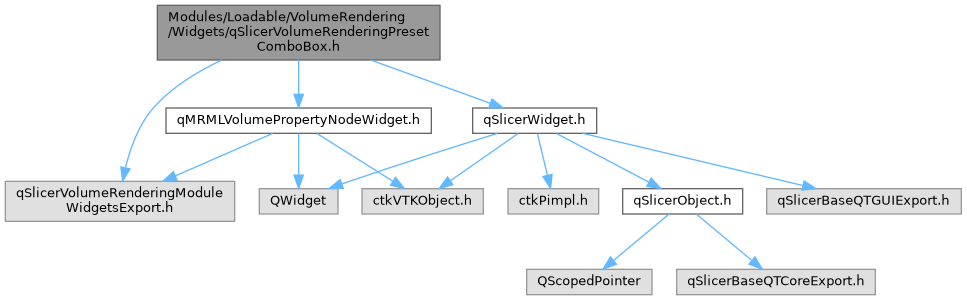 Modules/Loadable/VolumeRendering
/Widgets/qSlicerVolumeRenderingPreset
ComboBox.h
qMRMLVolumePropertyNodeWidget.h
qSlicerWidget.h
qSlicerVolumeRenderingModule
WidgetsExport.h
QWidget
ctkVTKObject.h
ctkPimpl.h
qSlicerObject.h
qSlicerBaseQTGUIExport.h
QScopedPointer
qSlicerBaseQTCoreExport.h